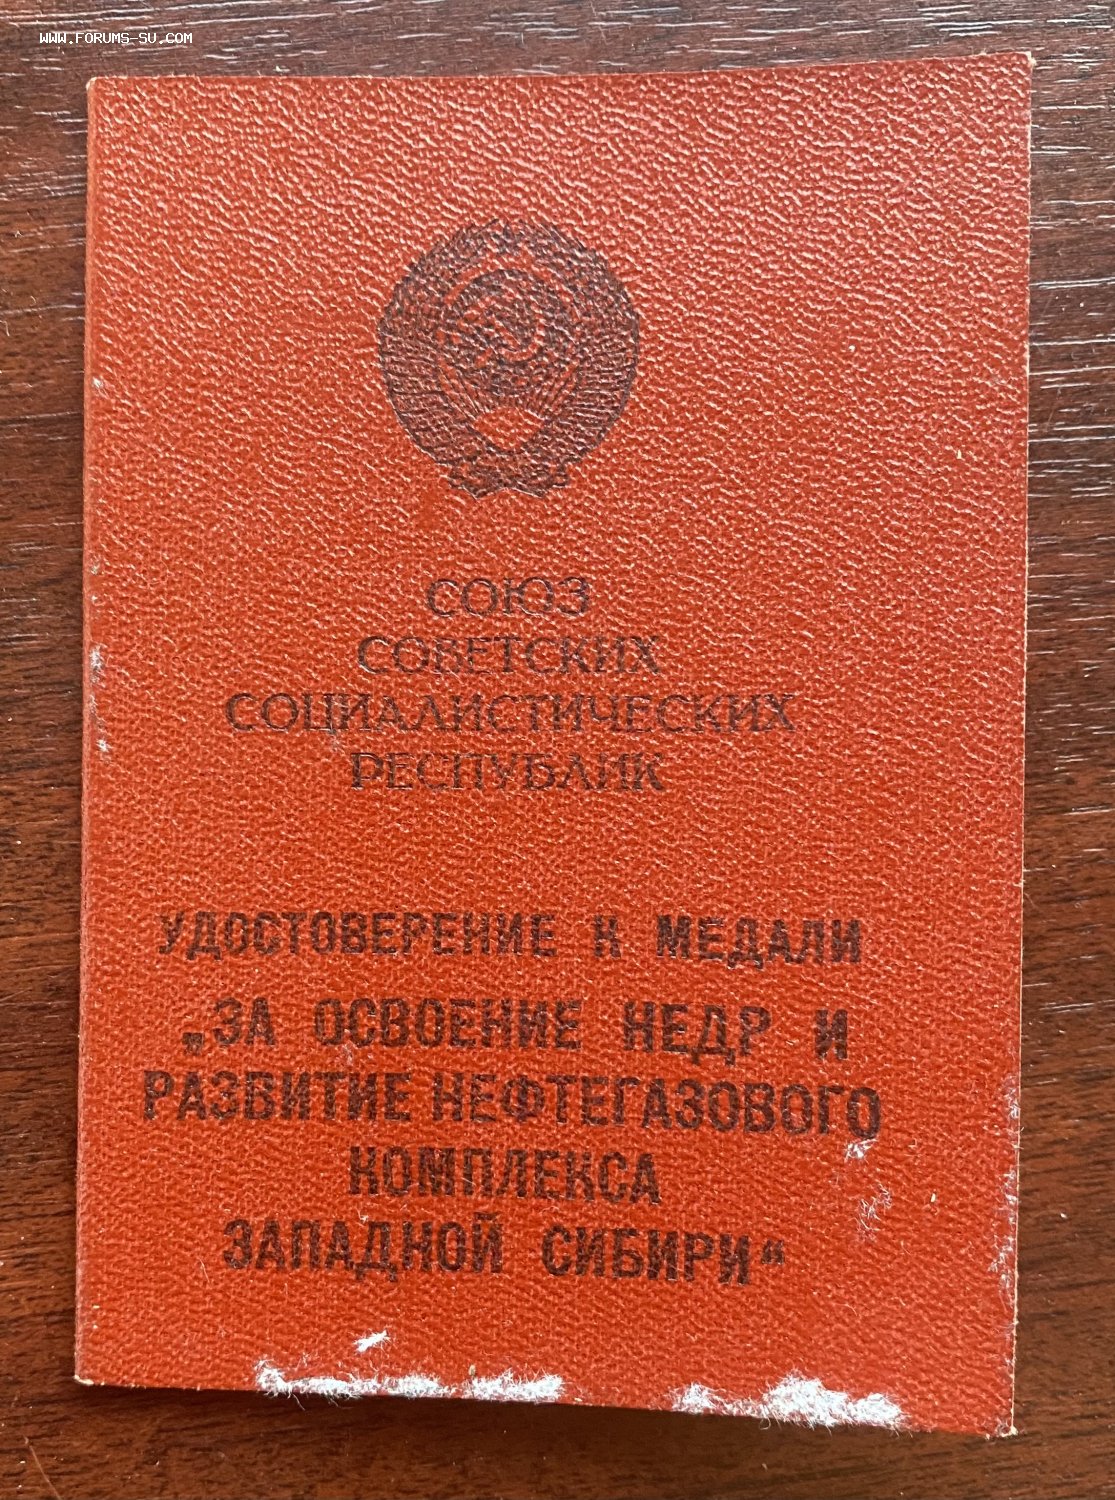 WWW.FORUMS-SU.COM
СОЮЗ
СОВЕТСКИХ
СОЦИАЛИСТИЧЕСКИХ
РЕСПУБЛИК
УДОСТОВЕРЕНИЕ К МЕДАЛИ
„ЗА ОСВОЕНИЕ НЕДР И
РАЗВИТИЕ НЕФТЕГАЗОВОГО
КОМПЛЕКСА
ЗАПАДНОЙ СИБИРИ“